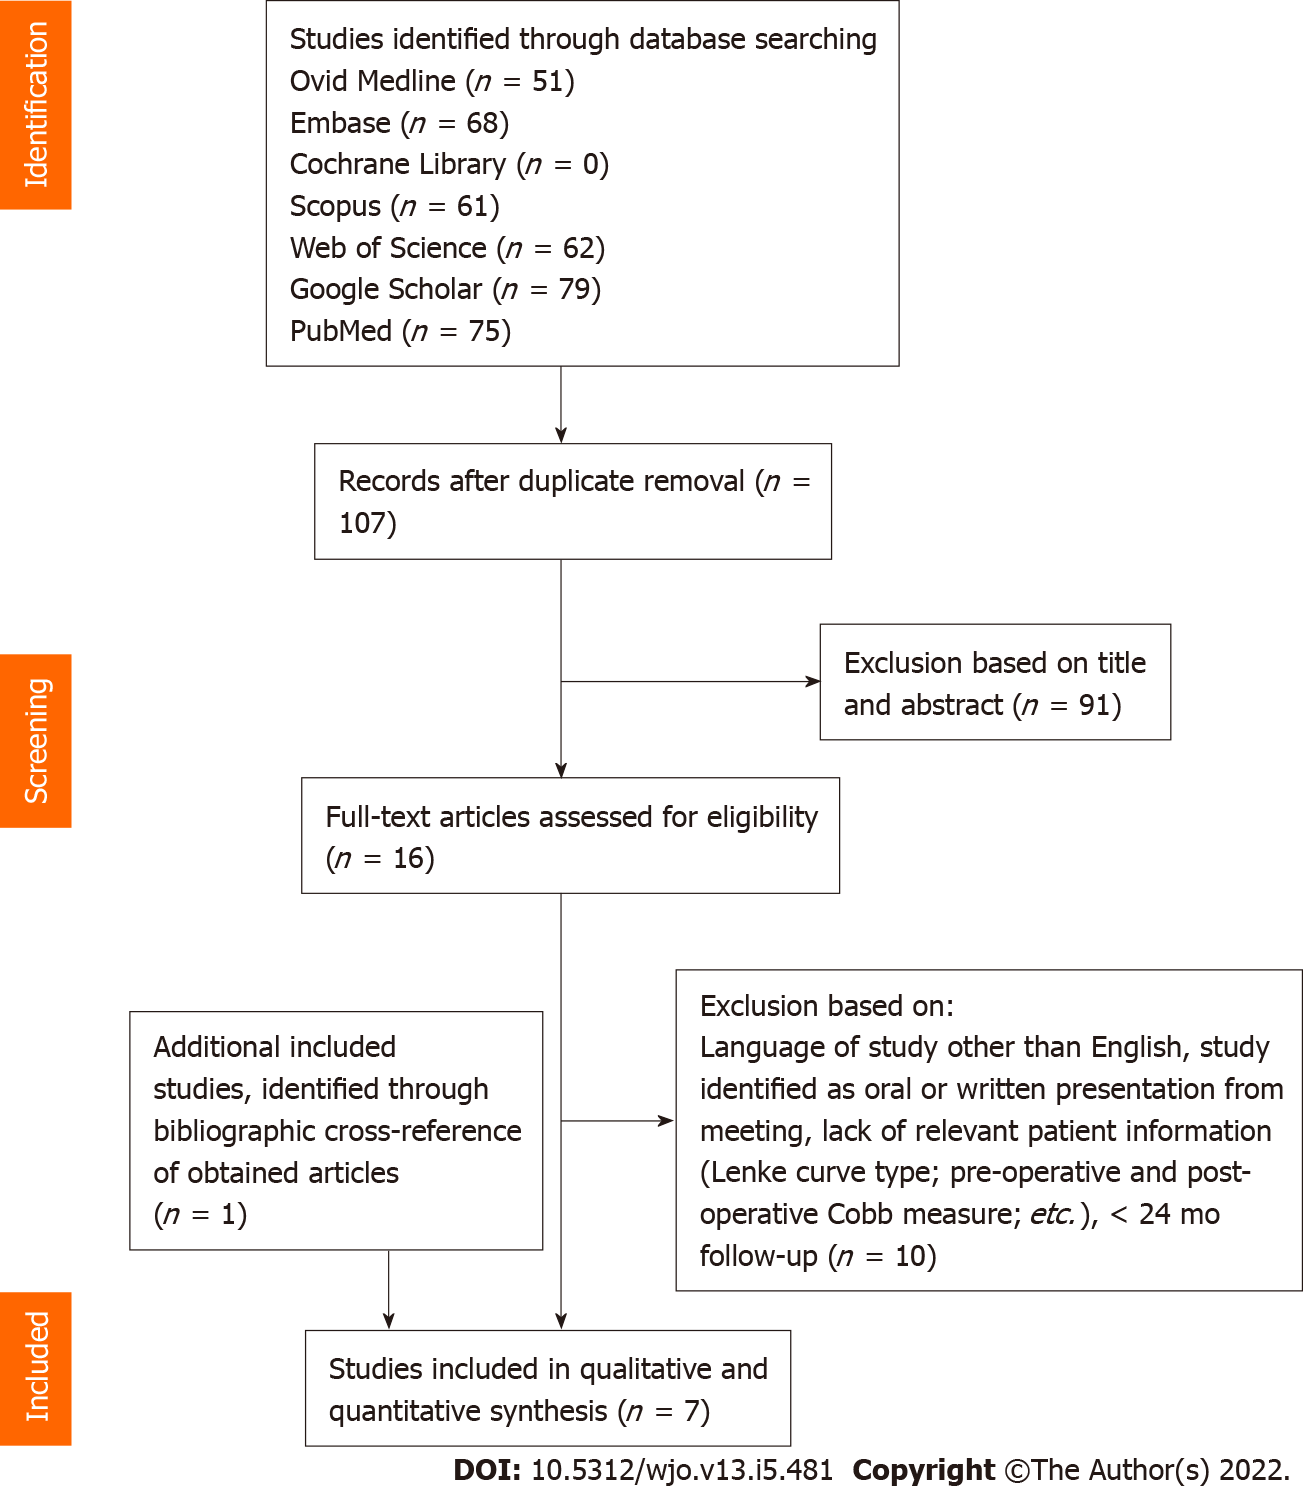 Identification
Studies identified through database searching
Ovid Medline (n = 51)
Embase (n = 68)
Cochrane Library (n = 0)
Scopus (n = 61)
Web of Science (n = 62)
Google Scholar (n = 79)
PubMed (n = 75)
Records after duplicate removal (n =
107)
Screening
Exclusion based on title
and abstract (n = 91)
Full-text articles assessed for eligibility
(n = 16)
Additional included
studies, identified through
bibliographic cross-reference
of obtained articles
(n = 1)
Exclusion based on:
Language of study other than English, study
identified as oral or written presentation from
meeting, lack of relevant patient information
(Lenke curve type; pre-operative and post-
operative Cobb measure; etc.), < 24 mo
follow-up (n = 10)
Included
Studies included in qualitative and
quantitative synthesis (n = 7)
DOI: 10.5312/wjo.v13.i5.481 Copyright ©The Author(s) 2022.